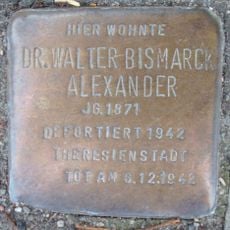 HIER WOHNTE
DR. WALTER BISMARCK
ALEXANDER
JG. 1871
DEPORTIERT 1942
THERESIENSTADT
TOT AM 6.12.1942